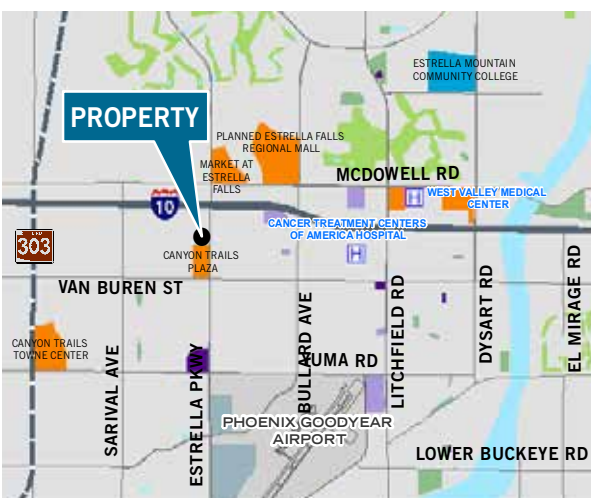 ESTRELLA MOUNTAIN
COMMUNITY COLLEGE
PROPERTY
PLANNED ESTRELLA FALLS
REGIONAL MALL
MARKET AT
ESTRELLA
FALLS
MCDOWELL RD
H
WEST VALLEY MEDICAL
CENTER
10
CANCER TREATMENT CENTERS
OF AMERICA HOSPITAL
H
303
CANYON TRAILS
PLAZA
VAN BUREN ST
CANYON TRAILS
TOWNE CENTER
SARIVAL AVE
ESTRELLA PKWY
BULLARD AVE
YUMA RD
LITCHFIELD RD
DYSART RD
EL MIRAGE RD
PHOENIX GOODYEAR
AIRPORT
LOWER BUCKEYE RD